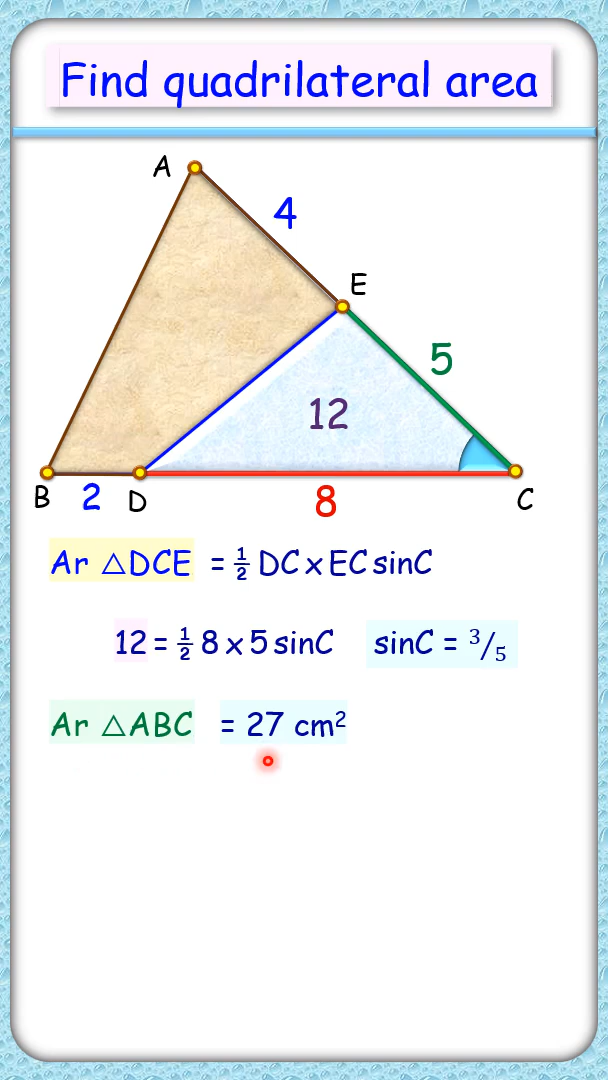 Find quadrilateral area
A
4
E
5
12
B 2 D 8 C
Ar △DCE = ½ DC x EC sinC
12 = ½ 8 x 5 sinC sinC = ³/₅
Ar △ABC = 27 cm²